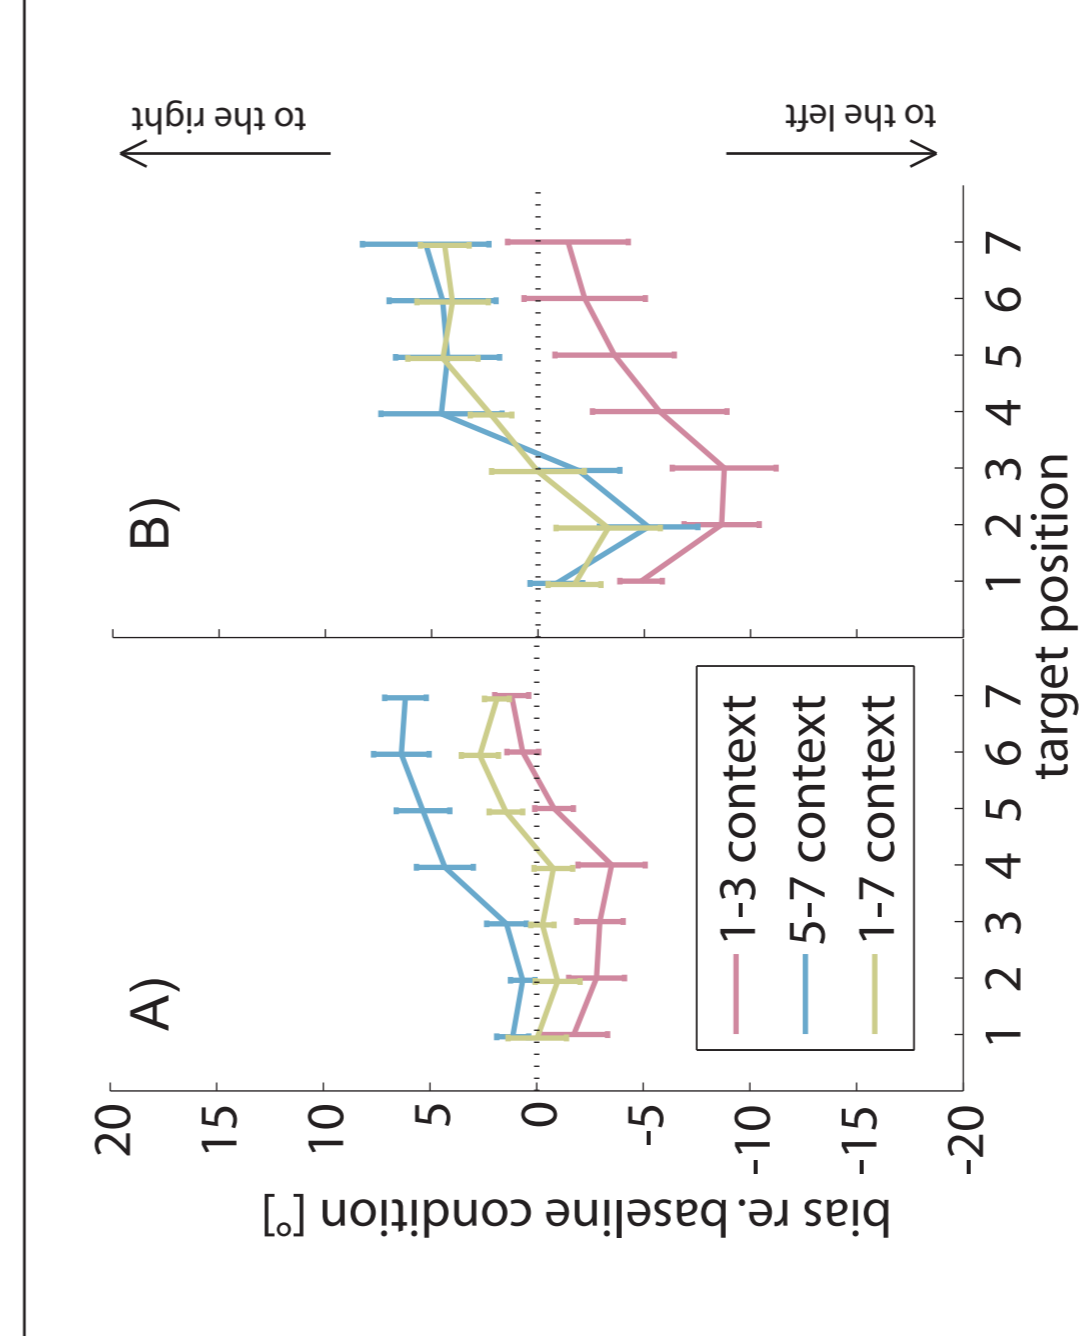 A)
B)
to the right
to the left
bias re. baseline condition [°]
20
15
10
5
0
-5
-10
-15
-20
1-3 context
5-7 context
1-7 context
1 2 3 4 5 6 7
1 2 3 4 5 6 7
target position